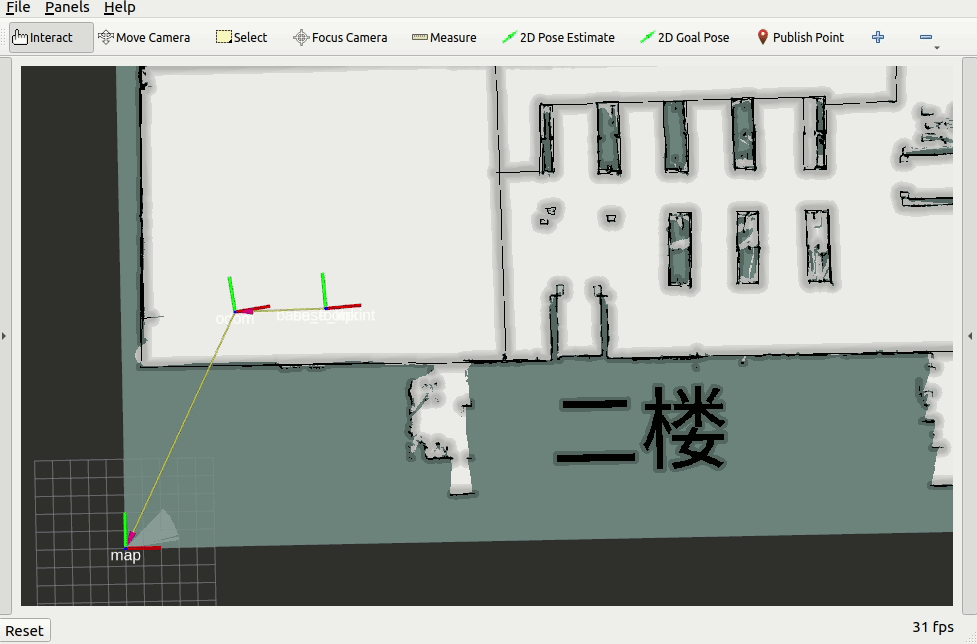 File Panels Help
Interact Move Camera Select Focus Camera Measure 2D Pose Estimate 2D Goal Pose Publish Point
odom
二楼
map
Reset 31 fps